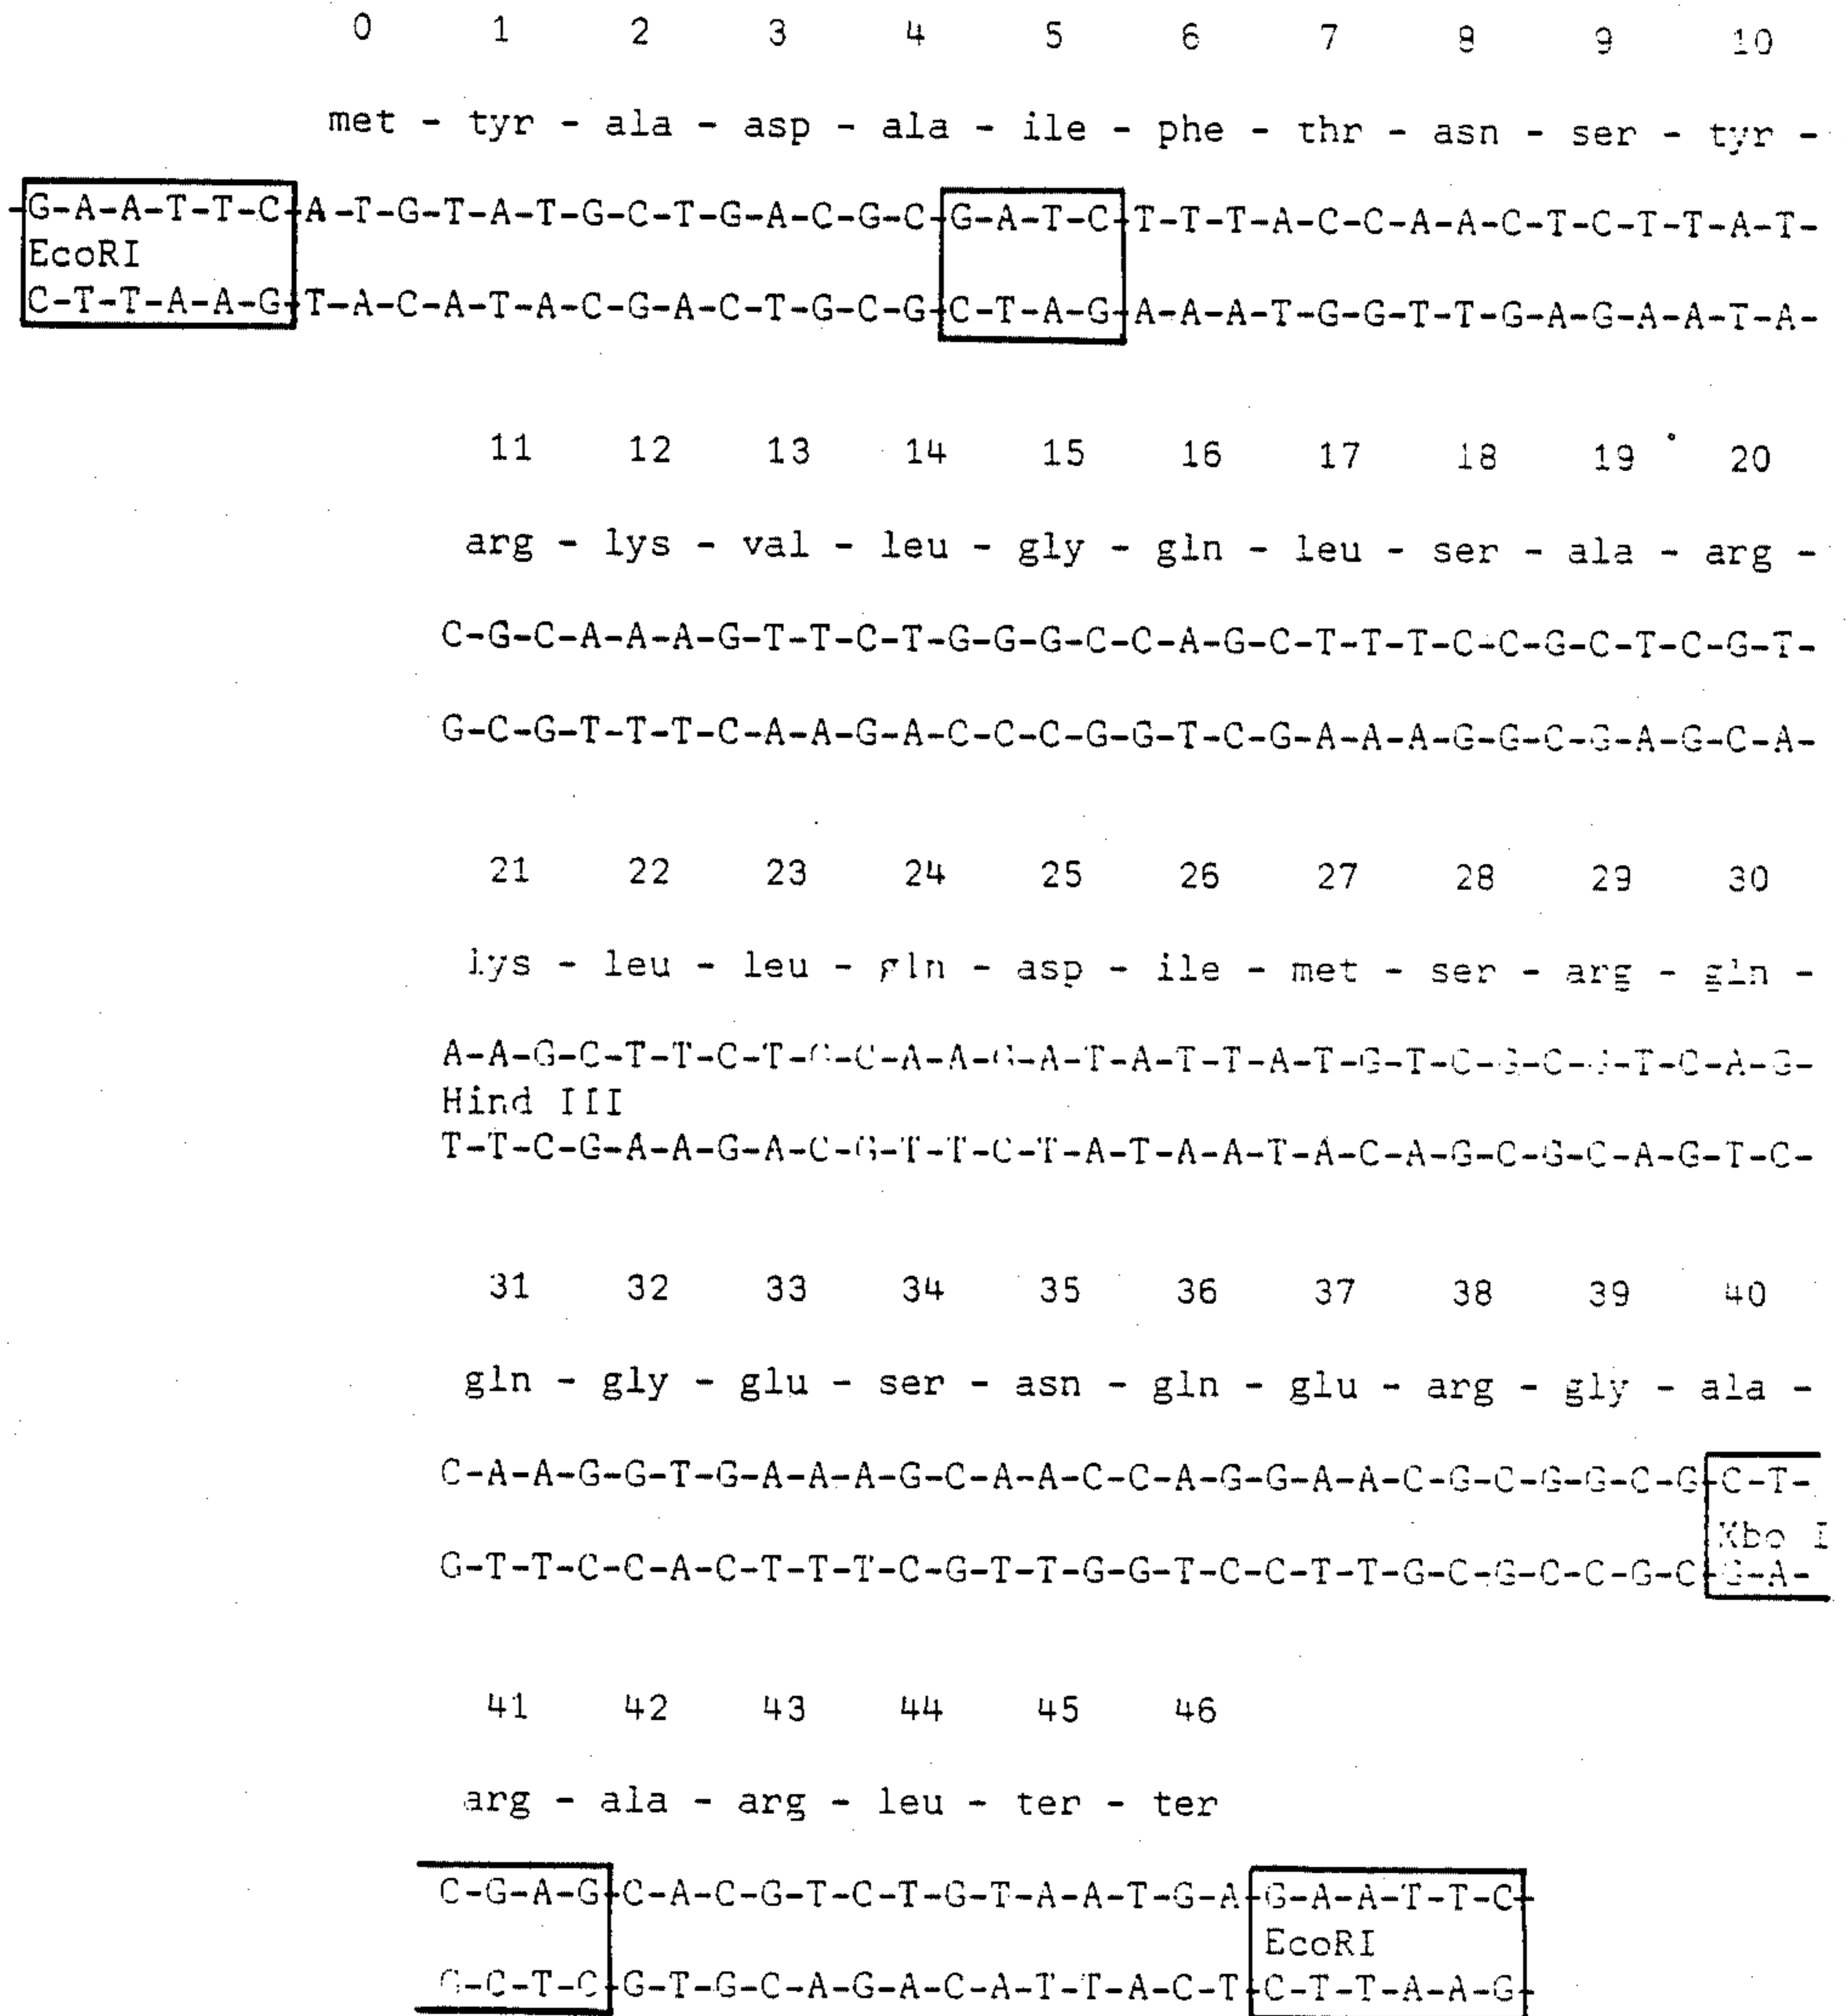 0 1 2 3 4 5 6 7 8 9 10
met - tyr - ala - asp - ala - ile - phe - thr - asn - ser - tyr -
-G-A-A-T-T-C-A-T-G-T-A-T-G-C-T-G-A-C-G-C-G-A-T-C-T-T-T-A-C-C-A-A-C-T-C-T-T-A-T-
EcoRI
C-T-T-A-A-G-T-A-C-A-T-A-C-G-A-C-T-G-C-G-C-T-A-G-A-A-A-T-G-G-T-T-G-A-G-A-A-T-A-
11 12 13 14 15 16 17 18 19 20
arg - lys - val - leu - gly - gln - leu - ser - ala - arg -
C-G-C-A-A-A-G-T-T-C-T-G-G-G-C-C-A-G-C-T-T-T-C-C-G-C-T-C-G-T-
G-C-G-T-T-T-C-A-A-G-A-C-C-C-G-G-T-C-G-A-A-A-G-G-C-G-A-G-C-A-
21 22 23 24 25 26 27 28 29 30
lys - leu - leu - gln - asp - ile - met - ser - arg - gln -
A-A-G-C-T-T-C-T-G-C-A-A-G-A-T-A-T-T-A-T-G-T-C-G-C-G-T-C-A-G-
Hind III
T-T-C-G-A-A-G-A-C-G-T-T-C-T-A-T-A-A-T-A-C-A-G-C-G-C-A-G-T-C-
31 32 33 34 35 36 37 38 39 40
gln - gly - glu - ser - asn - gln - glu - arg - gly - ala -
C-A-A-G-G-T-G-A-A-A-G-C-A-A-C-C-A-G-G-A-A-C-G-C-G-G-C-G-C-T-
Xbo I
G-T-T-C-C-A-C-T-T-T-C-G-T-T-G-G-T-C-C-T-T-G-C-G-C-C-G-C-G-A-
41 42 43 44 45 46
arg - ala - arg - leu - ter - ter
C-G-A-G-C-A-C-G-T-C-T-G-T-A-A-T-G-A-G-A-A-T-T-C-
EcoRI
G-C-T-C-G-T-G-C-A-G-A-C-A-T-T-A-C-T-C-T-T-A-A-G-